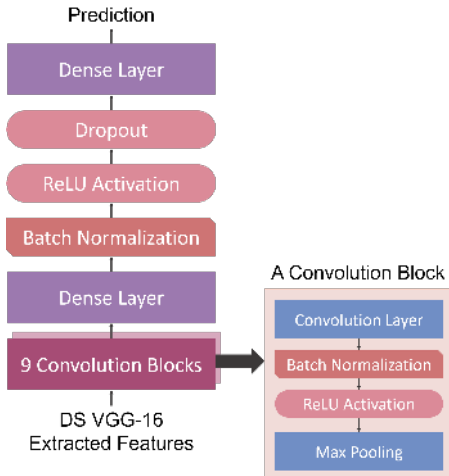 Prediction
Dense Layer
Dropout
ReLU Activation
Batch Normalization
Dense Layer
9 Convolution Blocks
DS VGG-16
Extracted Features
A Convolution Block
Convolution Layer
Batch Normalization
ReLU Activation
Max Pooling